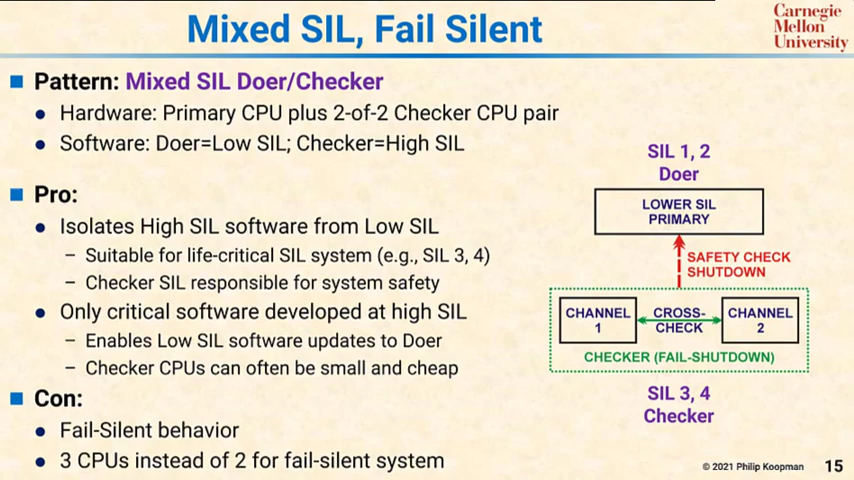 Mixed SIL, Fail Silent
Carnegie
Mellon
University
Pattern: Mixed SIL Doer/Checker
Hardware: Primary CPU plus 2-of-2 Checker CPU pair
Software: Doer=Low SIL; Checker=High SIL
Pro:
Isolates High SIL software from Low SIL
– Suitable for life-critical SIL system (e.g., SIL 3, 4)
– Checker SIL responsible for system safety
Only critical software developed at high SIL
– Enables Low SIL software updates to Doer
– Checker CPUs can often be small and cheap
Con:
Fail-Silent behavior
3 CPUs instead of 2 for fail-silent system
SIL 1, 2
Doer
LOWER SIL
PRIMARY
SAFETY CHECK
SHUTDOWN
CHANNEL
1
CROSS-
CHECK
CHANNEL
2
CHECKER (FAIL-SHUTDOWN)
SIL 3, 4
Checker
© 2021 Philip Koopman 15